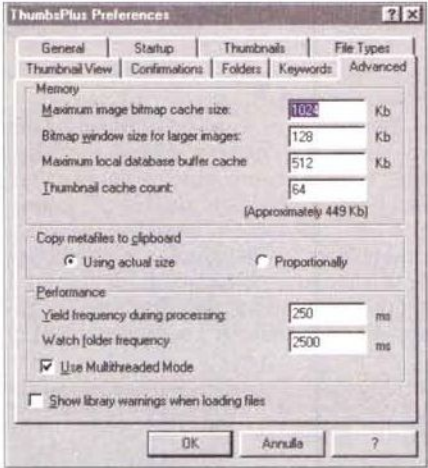 ThumbsPlus Preferences
General Startup Thumbnails File Types
Thumbnail View Confirmations Folders Keywords Advanced
Memory
Maximum image bitmap cache size: 1024 Kb
Bitmap window size for larger images: 128 Kb
Maximum local database buffer cache 512 Kb
Thumbnail cache count: 64
(Approximately 449 Kb)
Copy metafiles to clipboard
Using actual size Proportionally
Performance
Yield frequency during processing: 250 ms
Watch folder frequency 2500 ms
Use Multithreaded Mode
Show library warnings when loading files
OK Annulla ?